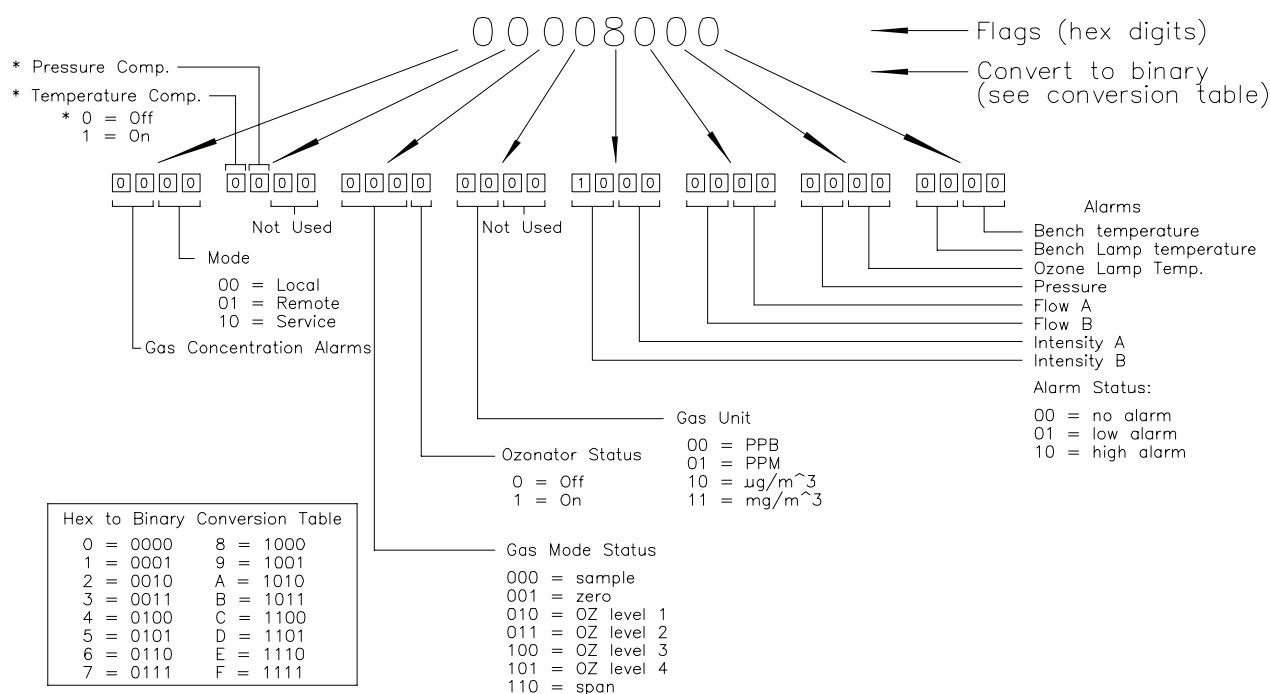 00008000
Flags (hex digits)
Convert to binary
(see conversion table)
* Pressure Comp.
* Temperature Comp.
* 0 = Off
1 = On
0 0 0 0 0 0 0 0 0 0 0 0 0 0 0 0 1 0 0 0 0 0 0 0 0 0 0 0 0 0 0 0
Not Used
Not Used
Mode
00 = Local
01 = Remote
10 = Service
Gas Concentration Alarms
Alarms
Bench temperature
Bench Lamp temperature
Ozone Lamp Temp.
Pressure
Flow A
Flow B
Intensity A
Intensity B
Alarm Status:
00 = no alarm
01 = low alarm
10 = high alarm
Gas Unit
00 = PPB
01 = PPM
10 = µg/m^3
11 = mg/m^3
Ozonator Status
0 = Off
1 = On
Gas Mode Status
000 = sample
001 = zero
010 = OZ level 1
011 = OZ level 2
100 = OZ level 3
101 = OZ level 4
110 = span
Hex to Binary Conversion Table
0 = 0000 8 = 1000
1 = 0001 9 = 1001
2 = 0010 A = 1010
3 = 0011 B = 1011
4 = 0100 C = 1100
5 = 0101 D = 1101
6 = 0110 E = 1110
7 = 0111 F = 1111